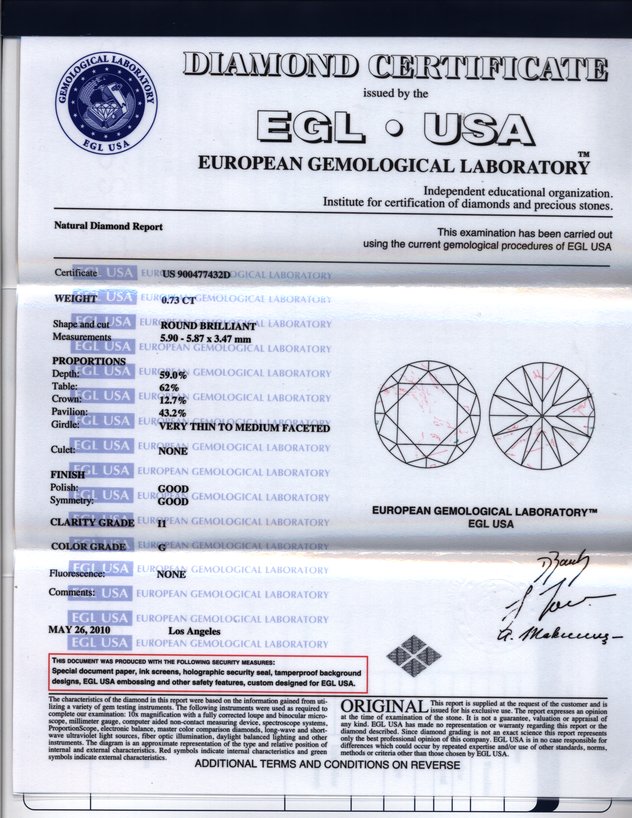 GEMOLOGICAL LABORATORY
EGL USA
DIAMOND CERTIFICATE
issued by the
EGL • USA
EUROPEAN GEMOLOGICAL LABORATORY™
Independent educational organization.
Institute for certification of diamonds and precious stones.
Natural Diamond Report
This examination has been carried out
using the current gemological procedures of EGL USA
Certificate US 900477432D
WEIGHT 0.73 CT
Shape and cut ROUND BRILLIANT
Measurements 5.90 - 5.87 x 3.47 mm
PROPORTIONS
Depth: 59.0%
Table: 62%
Crown: 12.7%
Pavilion: 43.2%
Girdle: VERY THIN TO MEDIUM FACETED
Culet: NONE
FINISH
Polish: GOOD
Symmetry: GOOD
CLARITY GRADE I1
COLOR GRADE G
Fluorescence: NONE
Comments:
MAY 26, 2010 Los Angeles
EGL USA EUROPEAN GEMOLOGICAL LABORATORY
EUROPEAN GEMOLOGICAL LABORATORY™
EGL USA
THIS DOCUMENT WAS PRODUCED WITH THE FOLLOWING SECURITY MEASURES:
Special document paper, ink screens, holographic security seal, tamperproof background
designs, EGL USA embossing and other safety features, custom designed for EGL USA.
The characteristics of the diamond in this report were based on the information gained from uti-
lizing a variety of gem testing instruments. The following instruments were used as required to
complete our examination: 10x magnification with a fully corrected loupe and binocular micro-
scope, millimeter gauge, computer aided non-contact measuring device, spectroscope systems,
ProportionScope, electronic balance, master color comparison diamonds, long-wave and short-
wave ultraviolet light sources, fiber optic illumination, daylight balanced lighting and other
instruments. The diagram is an approximate representation of the type and relative position of
internal and external characteristics. Red symbols indicate internal characteristics and green
symbols indicate external characteristics.
ORIGINAL This report is supplied at the request of the customer and is
issued for his exclusive use. The report expresses an opinion
at the time of examination of the stone. It is not a guarantee, valuation or appraisal of
any kind. EGL USA has made no representation or warranty regarding this report or the
diamond described. Since diamond grading is not an exact science this report represents
only the best professional opinion of this company. EGL USA is in no case responsible for
differences which could occur by repeated expertise and/or use of other standards, norms,
methods or criteria other than those chosen by EGL USA.
ADDITIONAL TERMS AND CONDITIONS ON REVERSE